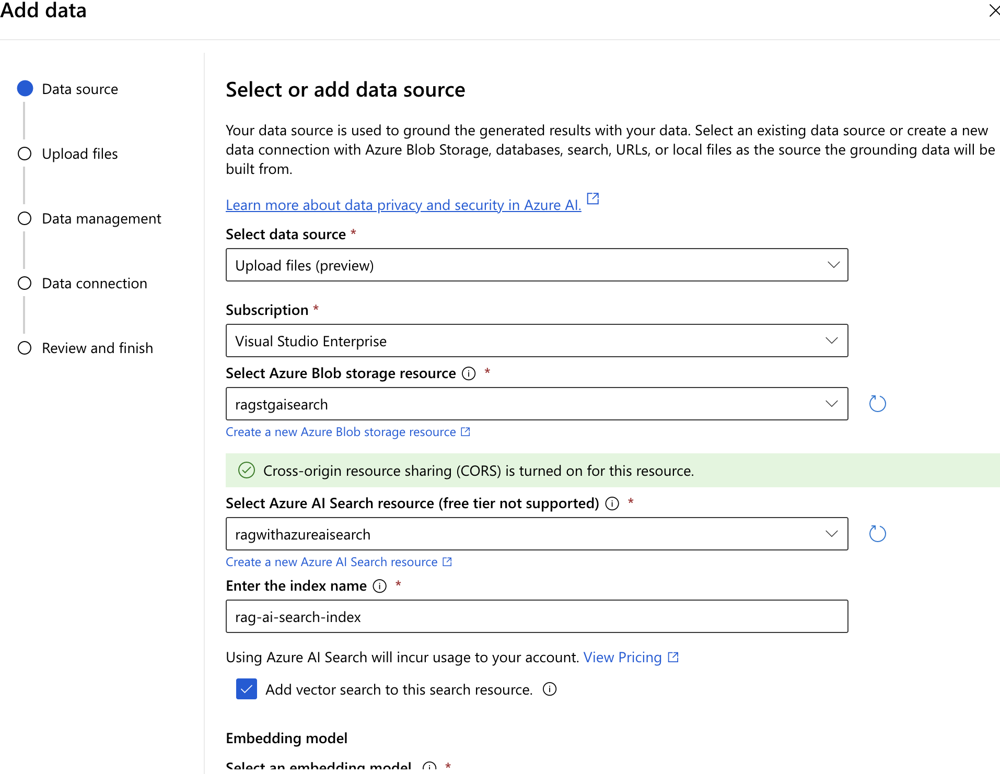 Add data
Data source
Upload files
Data management
Data connection
Review and finish
Select or add data source
Your data source is used to ground the generated results with your data. Select an existing data source or create a new
data connection with Azure Blob Storage, databases, search, URLs, or local files as the source the grounding data will be
built from.
Learn more about data privacy and security in Azure AI.
Select data source *
Upload files (preview)
Subscription *
Visual Studio Enterprise
Select Azure Blob storage resource *
ragstgaisearch
Create a new Azure Blob storage resource
Cross-origin resource sharing (CORS) is turned on for this resource.
Select Azure AI Search resource (free tier not supported) *
ragwithazureaisearch
Create a new Azure AI Search resource
Enter the index name *
rag-ai-search-index
Using Azure AI Search will incur usage to your account. View Pricing
Add vector search to this search resource.
Embedding model
Select an embedding model *